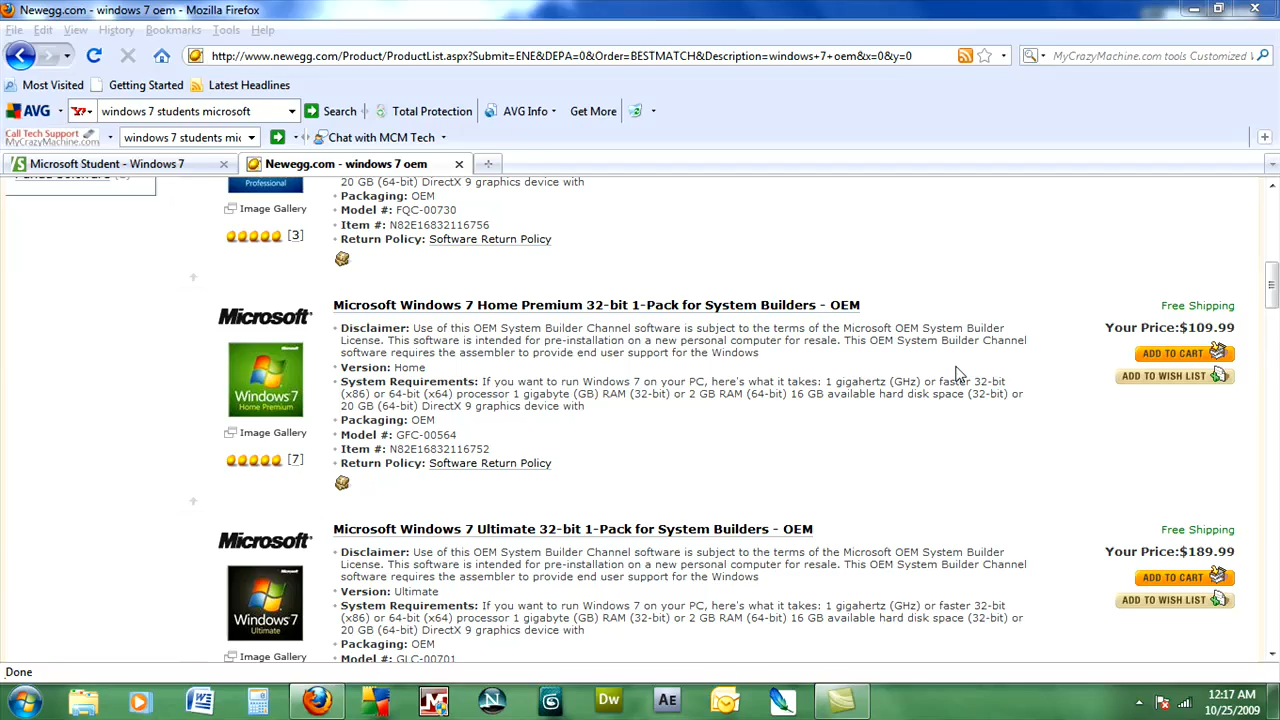 Newegg.com - windows 7 oem - Mozilla Firefox
File Edit View History Bookmarks Tools Help
http://www.newegg.com/Product/ProductList.aspx?Submit=ENE&DEPA=0&Order=BESTMATCH&Description=windows+7+oem&x=0&y=0
MyCrazyMachine.com tools Customized
Most Visited Getting Started Latest Headlines
AVG windows 7 students microsoft Search Total Protection AVG Info Get More
Call Tech Support
MyCrazyMachine.com
windows 7 students mic Chat with MCM Tech
Microsoft Student - Windows 7 Newegg.com - windows 7 oem
Professional
20 GB (64-bit) DirectX 9 graphics device with
Packaging: OEM
Image Gallery
Model #: FQC-00730
Item #: N82E16832116756
[3]
Return Policy: Software Return Policy
Microsoft Windows 7 Home Premium 32-bit 1-Pack for System Builders - OEM
Free Shipping
Microsoft
Disclaimer: Use of this OEM System Builder Channel software is subject to the terms of the Microsoft OEM System Builder
License. This software is intended for pre-installation on a new personal computer for resale. This OEM System Builder Channel
software requires the assembler to provide end user support for the Windows
Your Price:$109.99
ADD TO CART
ADD TO WISH LIST
Version: Home
System Requirements: If you want to run Windows 7 on your PC, here's what it takes: 1 gigahertz (GHz) or faster 32-bit
(x86) or 64-bit (x64) processor 1 gigabyte (GB) RAM (32-bit) or 2 GB RAM (64-bit) 16 GB available hard disk space (32-bit) or
20 GB (64-bit) DirectX 9 graphics device with
Windows 7
Home Premium
Packaging: OEM
Image Gallery
Model #: GFC-00564
Item #: N82E16832116752
[7]
Return Policy: Software Return Policy
Microsoft Windows 7 Ultimate 32-bit 1-Pack for System Builders - OEM
Free Shipping
Microsoft
Disclaimer: Use of this OEM System Builder Channel software is subject to the terms of the Microsoft OEM System Builder
License. This software is intended for pre-installation on a new personal computer for resale. This OEM System Builder Channel
software requires the assembler to provide end user support for the Windows
Your Price:$189.99
ADD TO CART
ADD TO WISH LIST
Version: Ultimate
System Requirements: If you want to run Windows 7 on your PC, here's what it takes: 1 gigahertz (GHz) or faster 32-bit
(x86) or 64-bit (x64) processor 1 gigabyte (GB) RAM (32-bit) or 2 GB RAM (64-bit) 16 GB available hard disk space (32-bit) or
20 GB (64-bit) DirectX 9 graphics device with
Windows 7
Ultimate
Packaging: OEM
Image Gallery
Model #: GLC-00701
Done
Dw AE
12:17 AM
10/25/2009